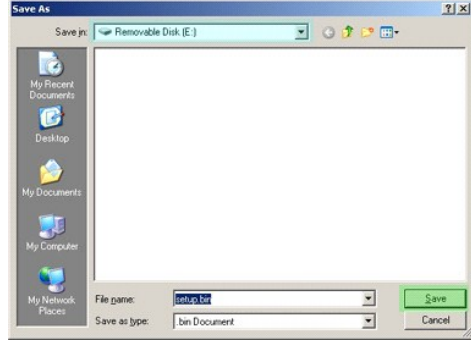 Save As
Save in:
Removable Disk (E:)
My Recent
Documents
Desktop
My Documents
My Computer
My Network
Places
File name:
setup.bin
Save
Save as type:
.bin Document
Cancel